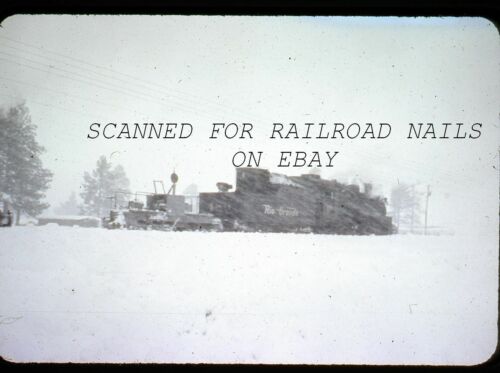 SCANNED FOR RAILROAD NAILS
ON EBAY
Rio Grande